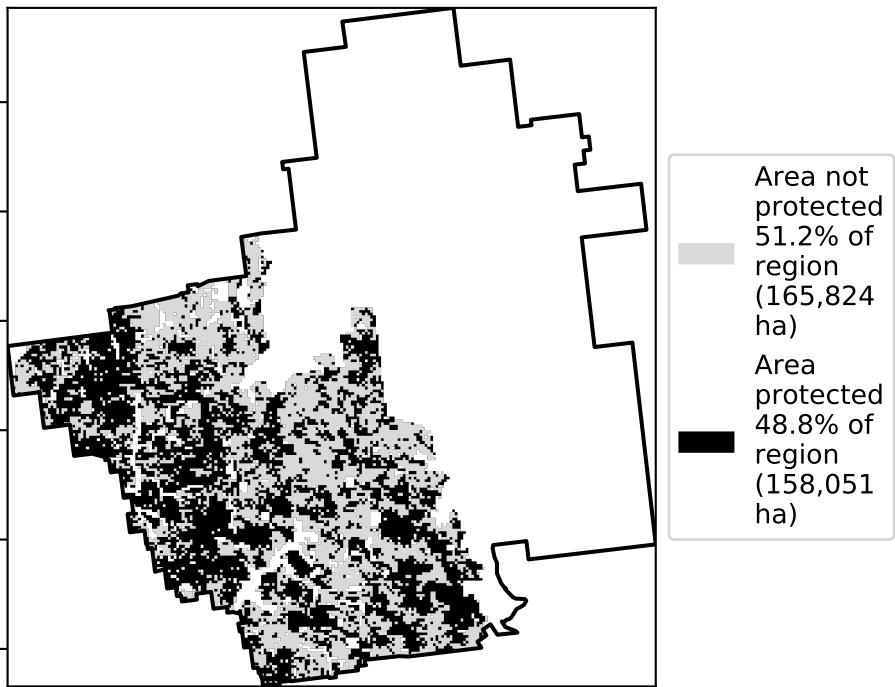 Area not
protected
51.2% of
region
(165,824
ha)
Area
protected
48.8% of
region
(158,051
ha)